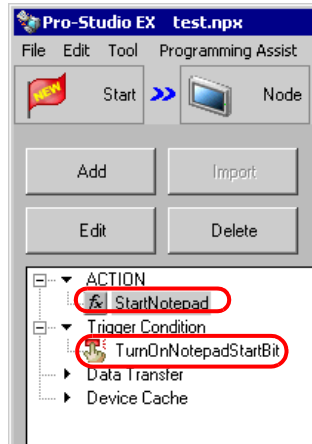 Pro-Studio EX test.npx
File Edit Tool Programming Assist
NEW Start Node
Add Import
Edit Delete
ACTION
fx StartNotepad
Trigger Condition
TurnOnNotepadStartBit
Data Transfer
Device Cache